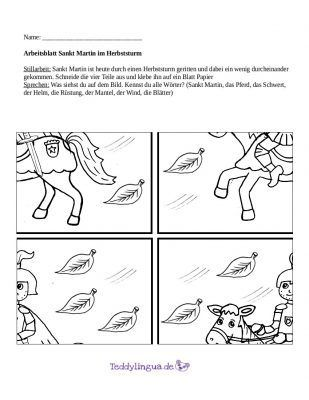 Name: ________________________________
Arbeitsblatt Sankt Martin im Herbststurm
Stillarbeit: Sankt Martin ist heute durch einen Herbststurm geritten und dabei ein wenig durcheinander
gekommen. Schneide die vier Teile aus und klebe ihn auf ein Blatt Papier
Sprechen: Was siehst du auf dem Bild. Kennst du alle Wörter? (Sankt Martin, das Pferd, das Schwert,
der Helm, die Rüstung, der Mantel, der Wind, die Blätter)
Teddylingua.de